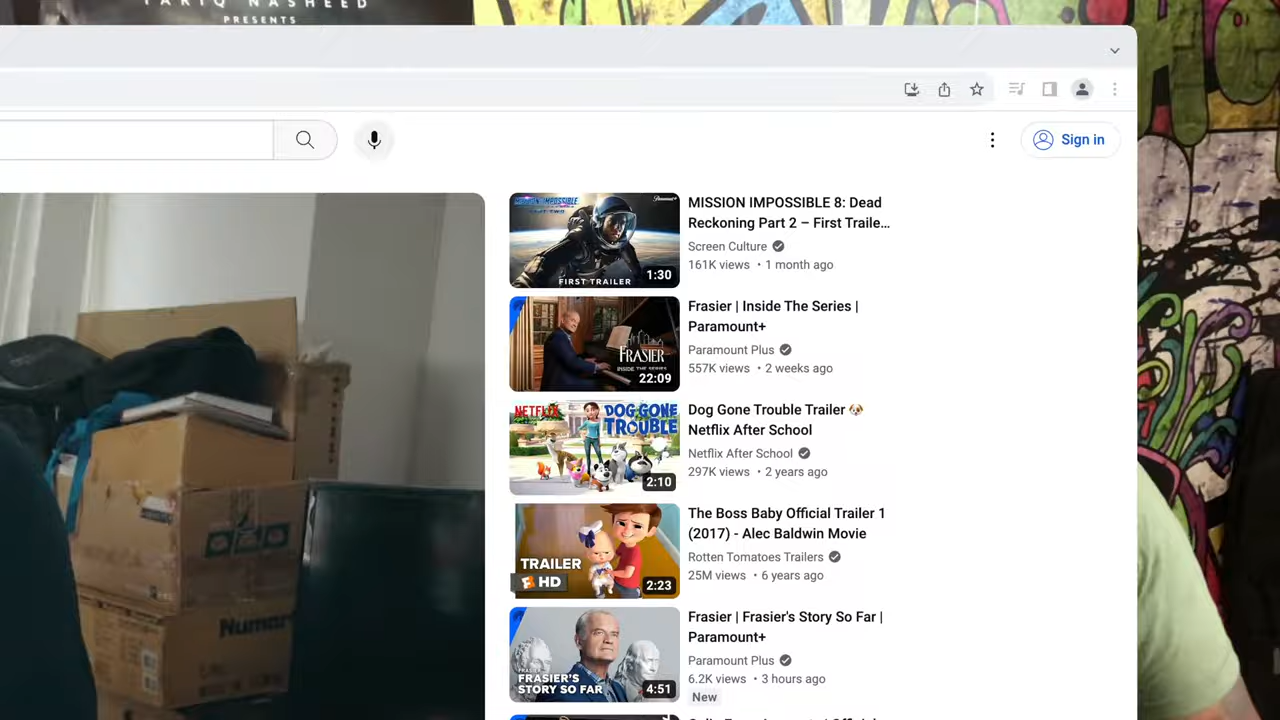 TARIQ NASHEED
PRESENTS
Sign in
MISSION IMPOSSIBLE
FIRST TRAILER
1:30
MISSION IMPOSSIBLE 8: Dead
Reckoning Part 2 – First Traile...
Screen Culture
161K views • 1 month ago
FRASIER
INSIDE THE SERIES
22:09
Frasier | Inside The Series |
Paramount+
Paramount Plus
557K views • 2 weeks ago
NETFLIX
DOG GONE
TROUBLE
2:10
Dog Gone Trouble Trailer 🐶
Netflix After School
Netflix After School
297K views • 2 years ago
TRAILER
HD
2:23
The Boss Baby Official Trailer 1
(2017) - Alec Baldwin Movie
Rotten Tomatoes Trailers
25M views • 6 years ago
FRASIER
FRASIER'S
STORY SO FAR
4:51
Frasier | Frasier's Story So Far |
Paramount+
Paramount Plus
6.2K views • 3 hours ago
New